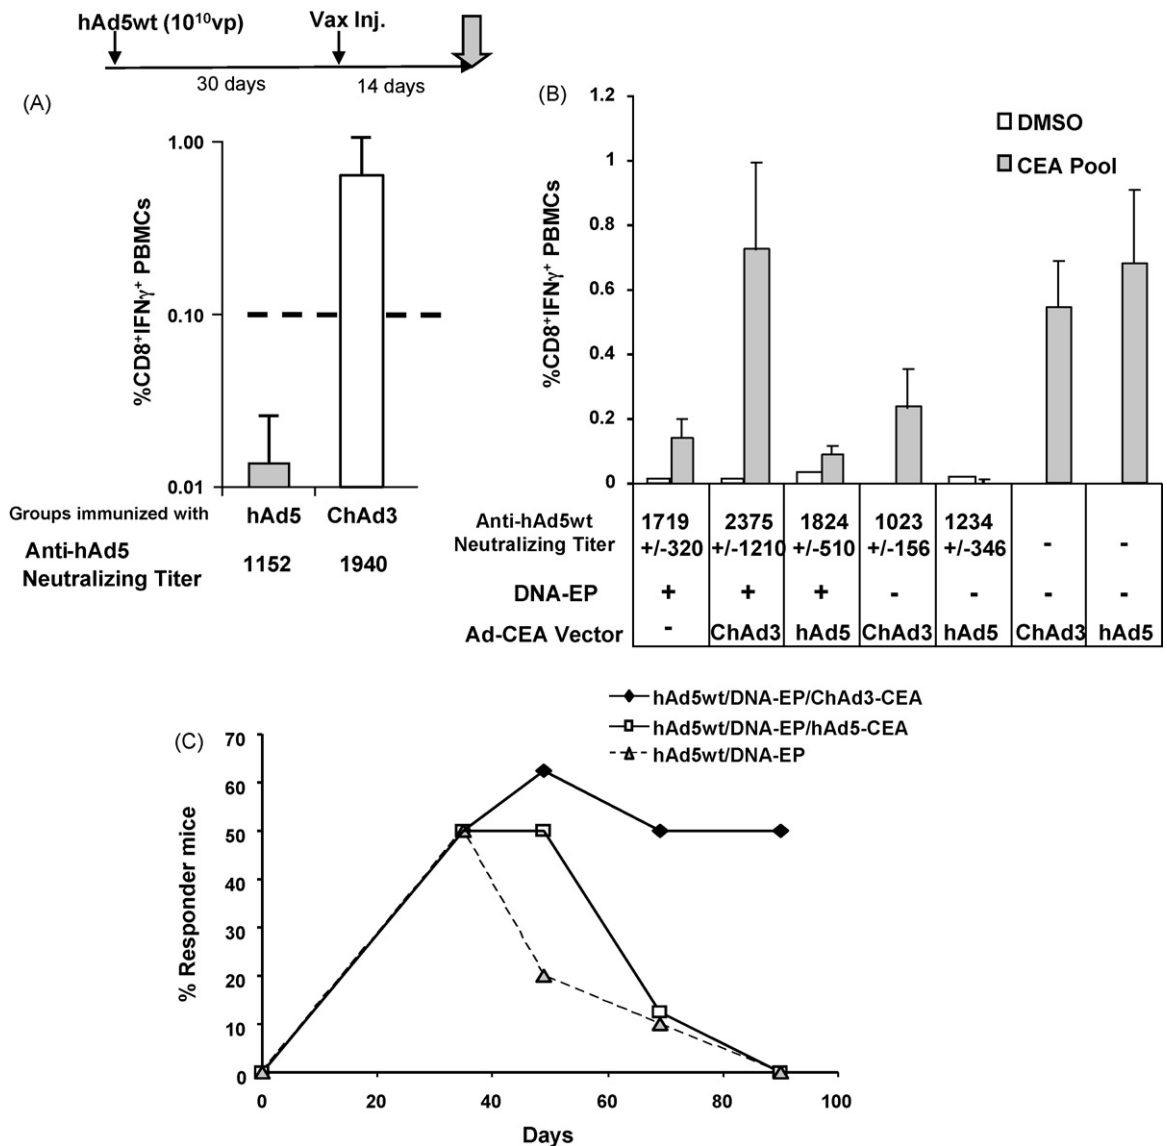 hAd5wt (10¹⁰vp)
Vax Inj.
30 days
14 days
(A)
%CD8⁺IFNγ⁺ PBMCs
1.00
0.10
0.01
Groups immunized with hAd5 ChAd3
Anti-hAd5 Neutralizing Titer 1152 1940
(B)
%CD8⁺IFNγ⁺ PBMCs
1.2
1
0.8
0.6
0.4
0.2
0
DMSO
CEA Pool
Anti-hAd5wt 1719 2375 1824 1023 1234
Neutralizing Titer +/-320 +/-1210 +/-510 +/-156 +/-346 - -
DNA-EP + + + - - - -
Ad-CEA Vector - ChAd3 hAd5 ChAd3 hAd5 ChAd3 hAd5
(C)
hAd5wt/DNA-EP/ChAd3-CEA
hAd5wt/DNA-EP/hAd5-CEA
hAd5wt/DNA-EP
% Responder mice
70
60
50
40
30
20
10
0
0 20 40 60 80 100
Days